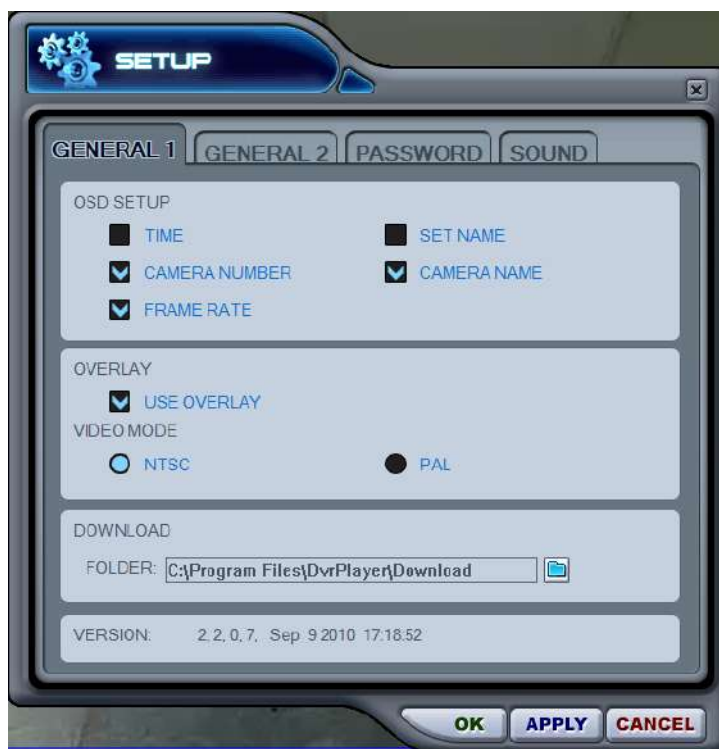 SETUP
GENERAL 1 GENERAL 2 PASSWORD SOUND
OSD SETUP
TIME SET NAME
CAMERA NUMBER CAMERA NAME
FRAME RATE
OVERLAY
USE OVERLAY
VIDEO MODE
NTSC PAL
DOWNLOAD
FOLDER: C:\Program Files\DvrPlayer\Download
VERSION: 2, 2, 0, 7, Sep 9 2010 17:18:52
OK APPLY CANCEL